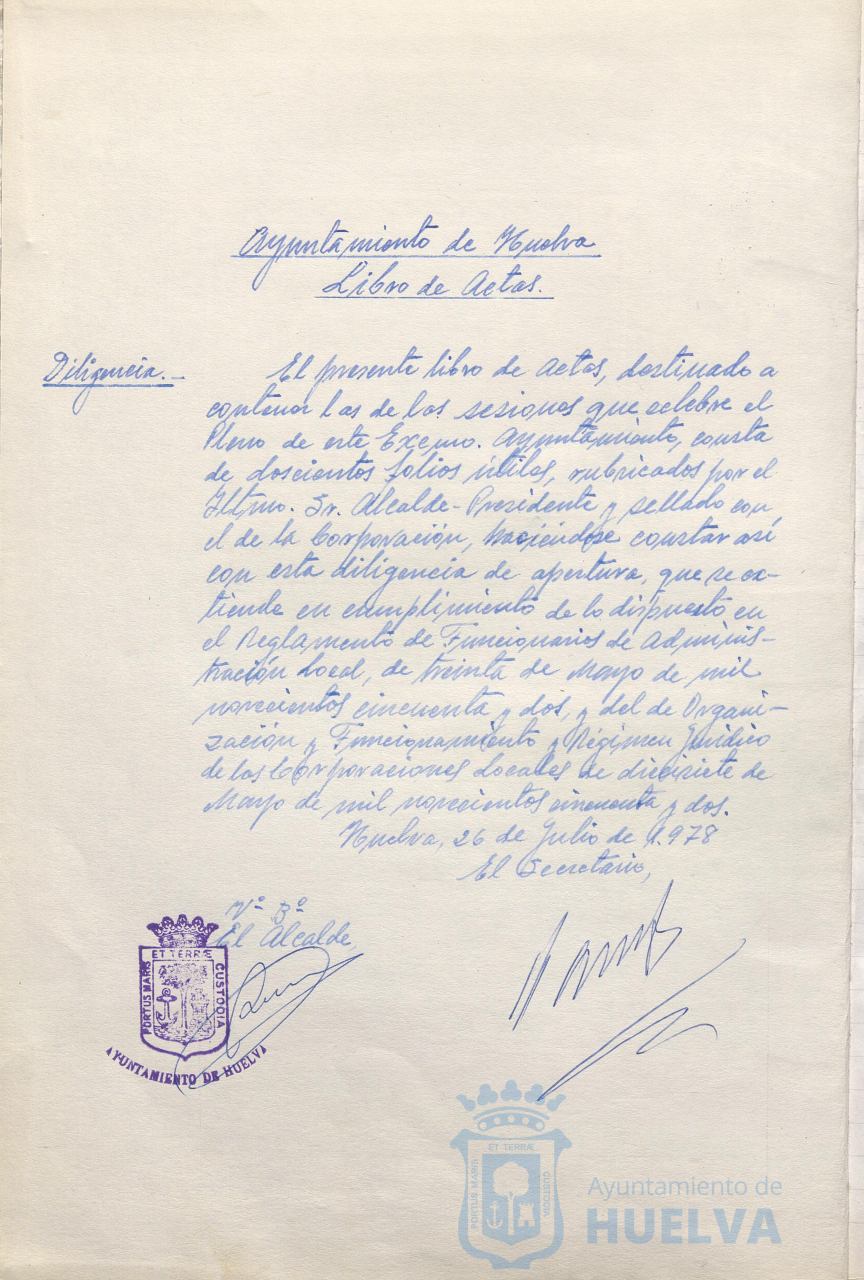 Ayuntamiento de Huelva
Libro de Actas.
Diligencia.-
El presente libro de actas, destinado a
contener las de las sesiones que celebre el
Pleno de este Excmo. Ayuntamiento, consta
de doscientos folios útiles, rubricados por el
Iltmo. Sr. Alcalde-Presidente y sellado con
el de la Corporación, haciéndose constar así
con esta diligencia de apertura, que se ex-
tiende en cumplimiento de lo dispuesto en
el Reglamento de Funcionarios de Adminis-
tración Local, de treinta de Mayo de mil
novecientos cincuenta y dos, y del de Organi-
zación y Funcionamiento y Régimen Jurídico
de las Corporaciones Locales de diecisiete de
Mayo de mil novecientos cincuenta y dos.
Huelva, 26 de Julio de 1.978
El Secretario,
Vº Bº
El Alcalde,
PORTUS MARIS ET TERRÆ CUSTODIA
AYUNTAMIENTO DE HUELVA
PORTUS MARIS ET TERRÆ CUSTODIA
Ayuntamiento de
HUELVA